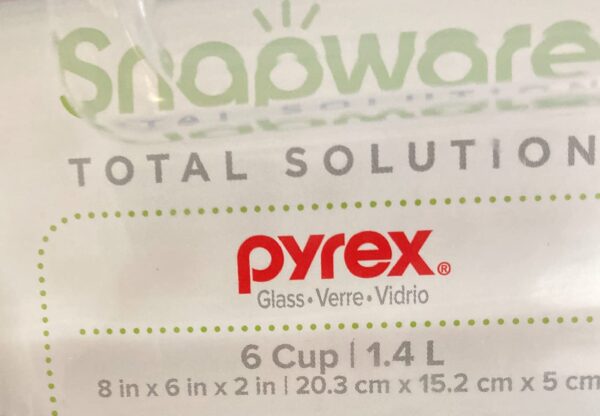 Snapware
TOTAL SOLUTION
pyrex®
Glass•Verre•Vidrio
6 Cup | 1.4 L
8 in x 6 in x 2 in | 20.3 cm x 15.2 cm x 5 cm